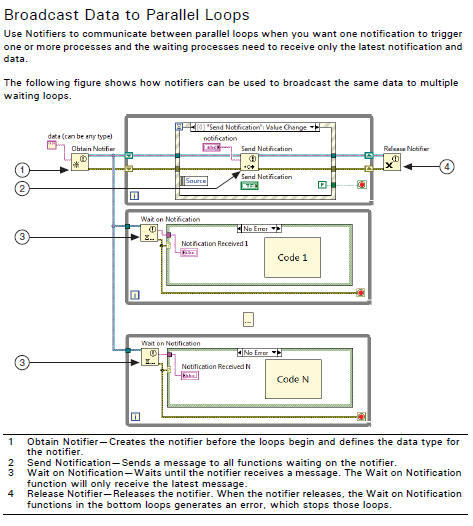 Broadcast Data to Parallel Loops
Use Notifiers to communicate between parallel loops when you want one notification to trigger
one or more processes and the waiting processes need to receive only the latest notification and
data.
The following figure shows how notifiers can be used to broadcast the same data to multiple
waiting loops.
[0] "Send Notification": Value Change
data (can be any type)
notification
abc
Obtain Notifier
Send Notification
Release Notifier
1
4
Send Notification
TF
Source
F
2
i
Wait on Notification
No Error
3
Notification Received 1
abc
Code 1
i
...
Wait on Notification
No Error
3
Notification Received N
abc
Code N
i
1 Obtain Notifier—Creates the notifier before the loops begin and defines the data type for
the notifier.
2 Send Notification—Sends a message to all functions waiting on the notifier.
3 Wait on Notification—Waits until the notifier receives a message. The Wait on Notification
function will only receive the latest message.
4 Release Notifier—Releases the notifier. When the notifier releases, the Wait on Notification
functions in the bottom loops generates an error, which stops those loops.